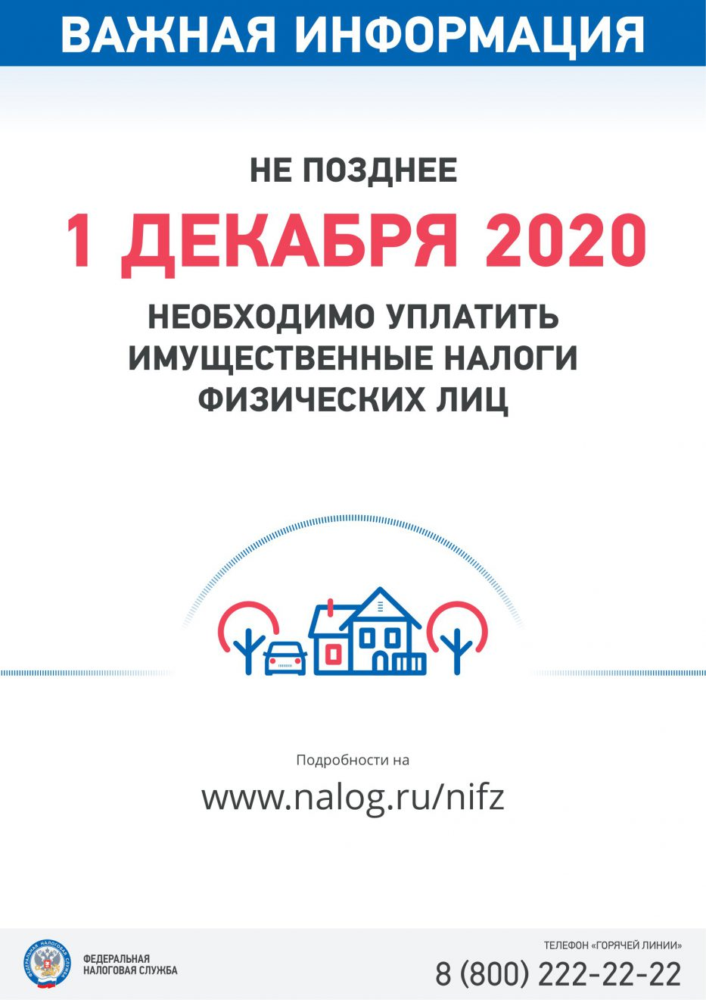 ВАЖНАЯ ИНФОРМАЦИЯ
НЕ ПОЗДНЕЕ
1 ДЕКАБРЯ 2020
НЕОБХОДИМО УПЛАТИТЬ
ИМУЩЕСТВЕННЫЕ НАЛОГИ
ФИЗИЧЕСКИХ ЛИЦ
Подробности на
www.nalog.ru/nifz
ФЕДЕРАЛЬНАЯ НАЛОГОВАЯ СЛУЖБА
ФЕДЕРАЛЬНАЯ
НАЛОГОВАЯ СЛУЖБА
ТЕЛЕФОН «ГОРЯЧЕЙ ЛИНИИ»
8 (800) 222-22-22